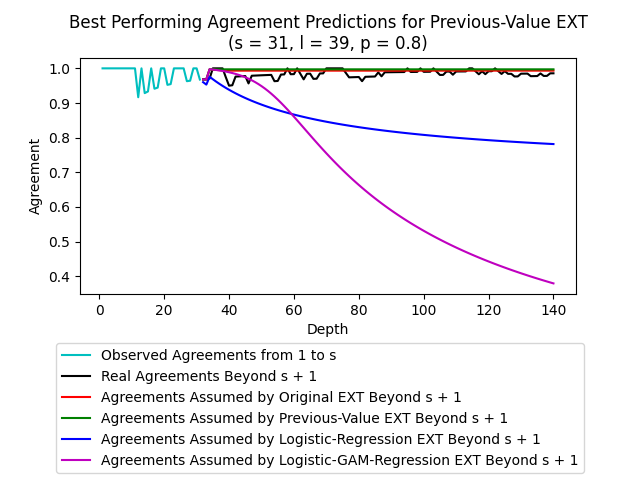 Best Performing Agreement Predictions for Previous-Value EXT
(s = 31, l = 39, p = 0.8)
1.0
0.9
0.8
0.7
0.6
0.5
0.4
Agreement
0 20 40 60 80 100 120 140
Depth
Observed Agreements from 1 to s
Real Agreements Beyond s + 1
Agreements Assumed by Original EXT Beyond s + 1
Agreements Assumed by Previous-Value EXT Beyond s + 1
Agreements Assumed by Logistic-Regression EXT Beyond s + 1
Agreements Assumed by Logistic-GAM-Regression EXT Beyond s + 1